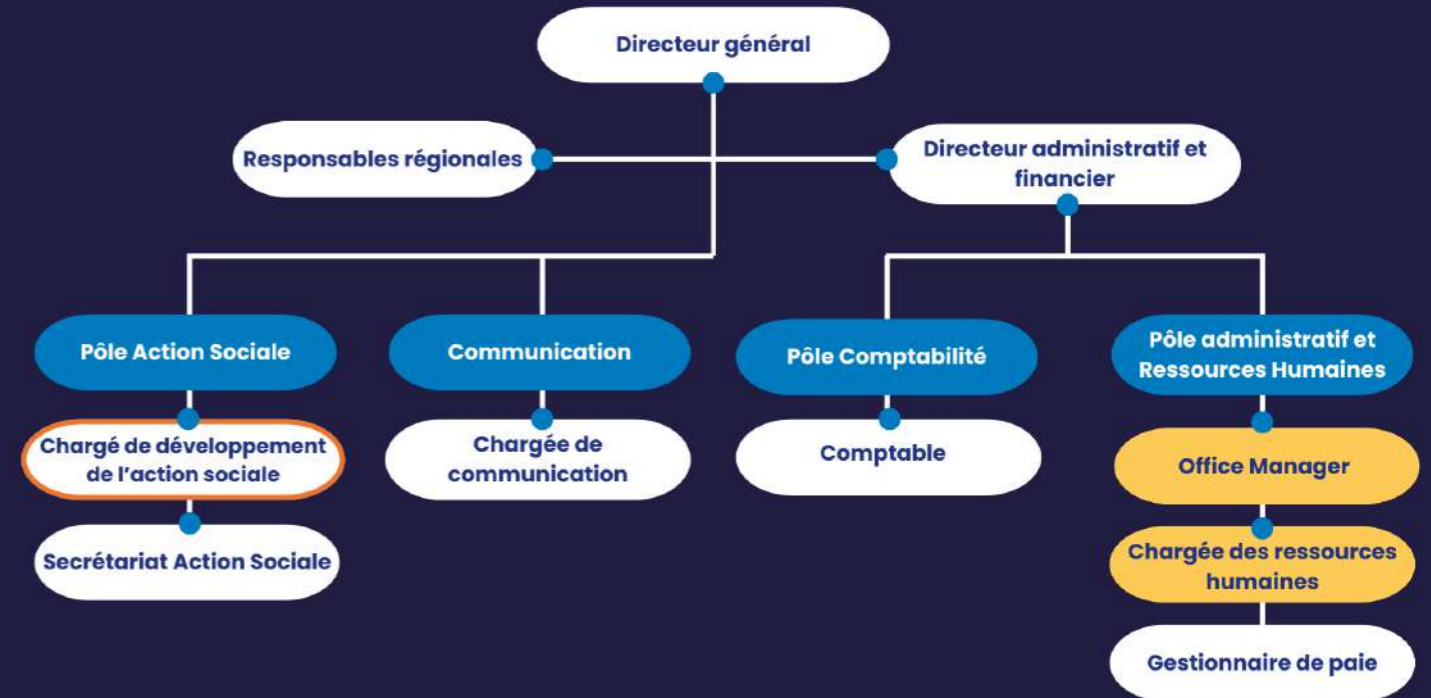 Directeur général
Responsables régionales
Directeur administratif et
financier
Pôle Action Sociale
Communication
Pôle Comptabilité
Pôle administratif et
Ressources Humaines
Chargé de développement
de l'action sociale
Chargée de
communication
Comptable
Office Manager
Secrétariat Action Sociale
Chargée des ressources
humaines
Gestionnaire de paie